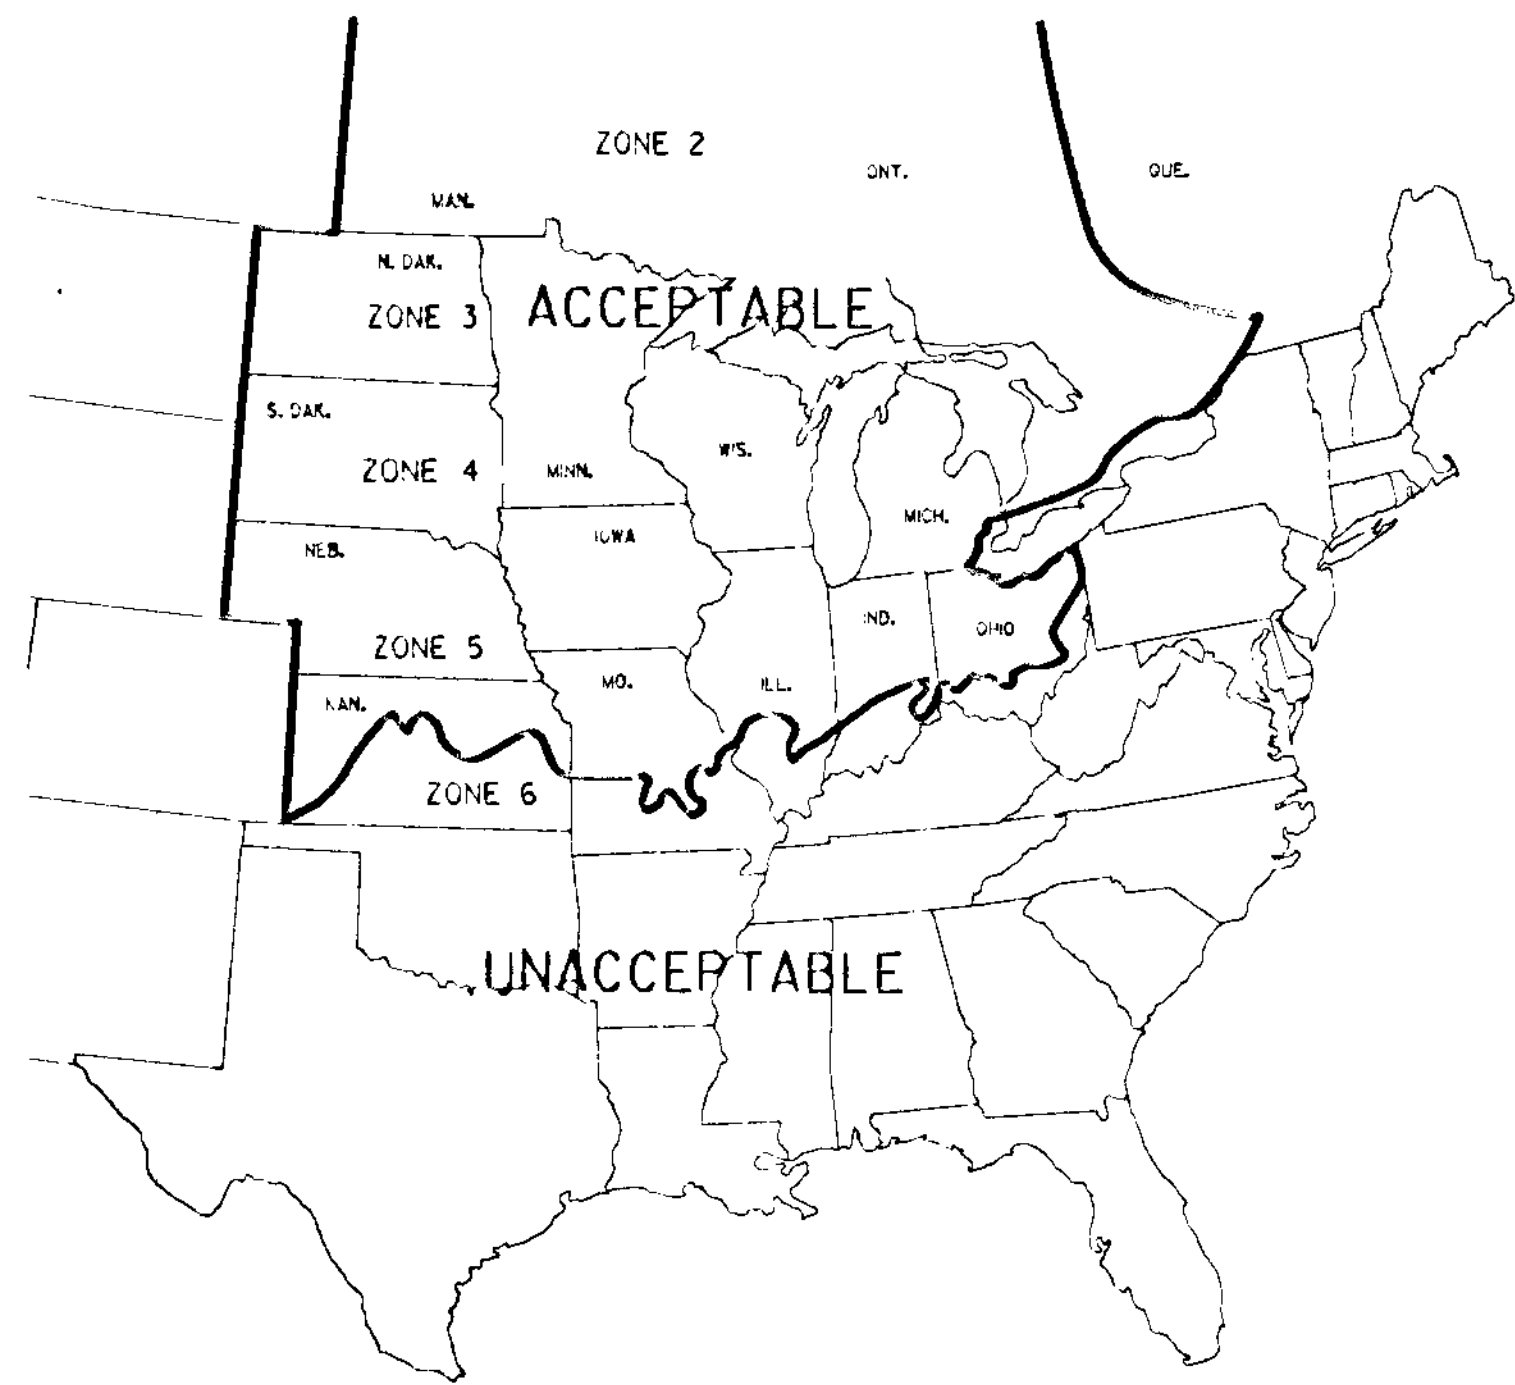 ZONE 2
ONT.
QUE.
MAN.
N. DAK.
ZONE 3
ACCEPTABLE
S. DAK.
ZONE 4
MINN.
WIS.
MICH.
IOWA
NEB.
IND.
OHIO
ZONE 5
MO.
ILL.
KAN.
ZONE 6
UNACCEPTABLE